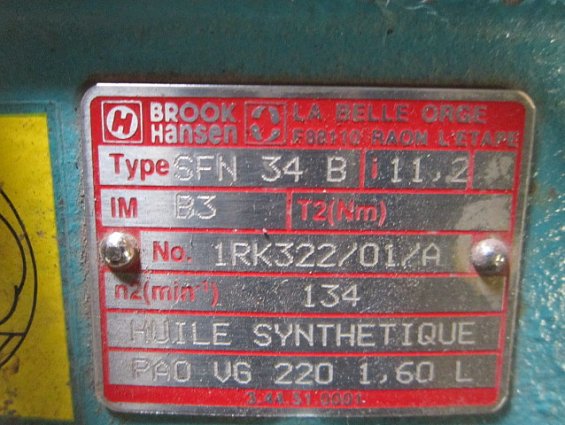 H BROOK Hansen LA BELLE ORGE
F88110 RAON L'ETAPE
Type SFN 34 B i 11,2
IM B3 T2(Nm)
No. 1RK322/01/A
n2(min⁻¹) 134
HUILE SYNTHETIQUE
PAO VG 220 1,60 L